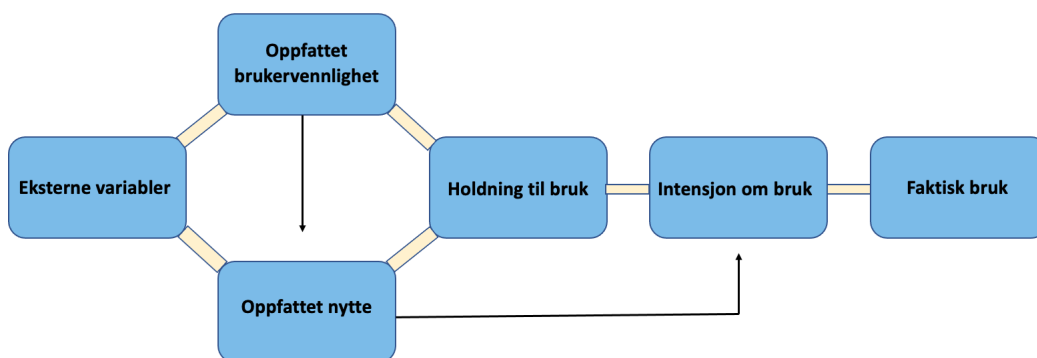 Oppfattet
brukervennlighet
Eksterne variabler
Holdning til bruk
Intensjon om bruk
Faktisk bruk
Oppfattet nytte